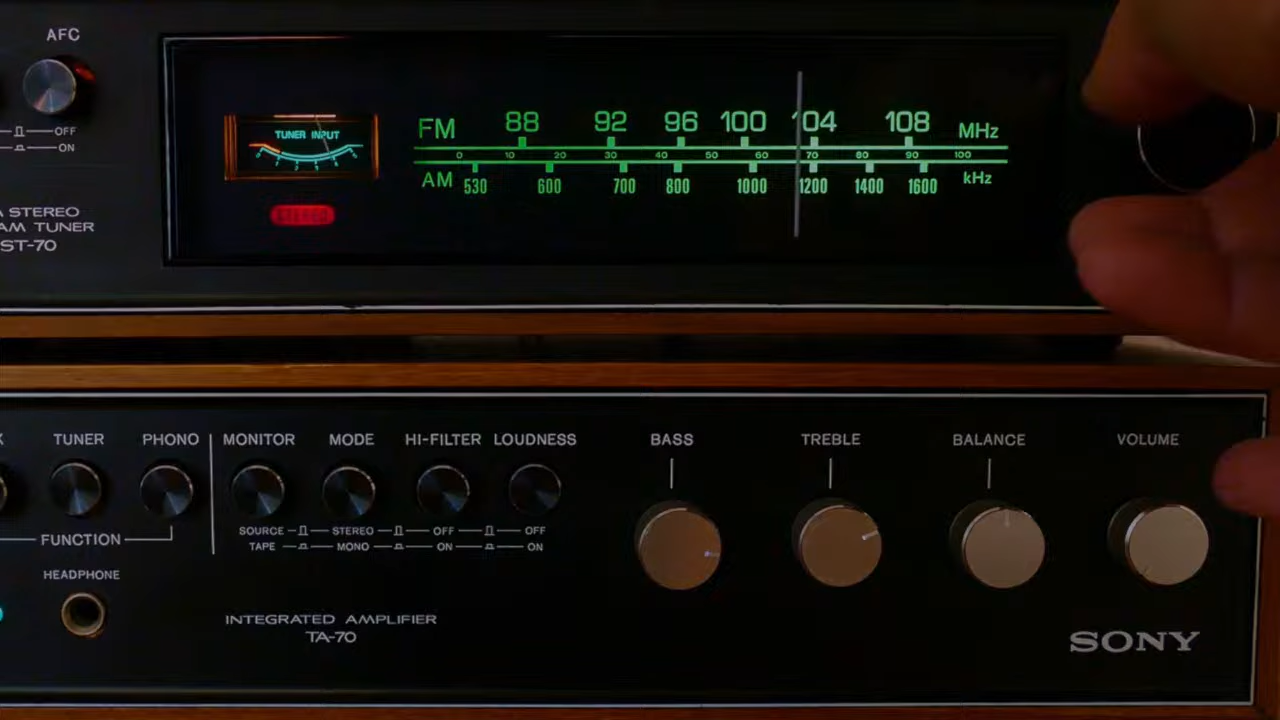 AFC
OFF
ON
STEREO
AM TUNER
ST-70
TUNER INPUT
STEREO
FM 88 92 96 100 104 108 MHz
0 10 20 30 40 50 60 70 80 90 100
AM 530 600 700 800 1000 1200 1400 1600 kHz
TUNER PHONO MONITOR MODE HI-FILTER LOUDNESS BASS TREBLE BALANCE VOLUME
SOURCE STEREO OFF OFF
TAPE MONO ON ON
FUNCTION
HEADPHONE
INTEGRATED AMPLIFIER
TA-70
SONY